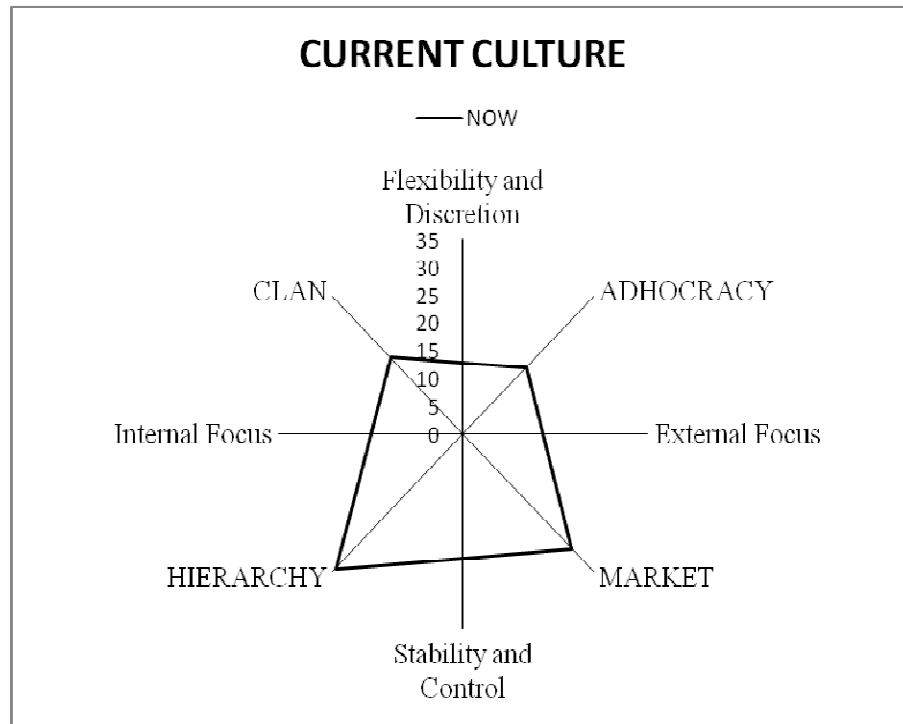 CURRENT CULTURE
NOW
Flexibility and
Discretion
35
30
25
20
15
10
5
0
CLAN
ADHOCRACY
Internal Focus
External Focus
HIERARCHY
MARKET
Stability and
Control